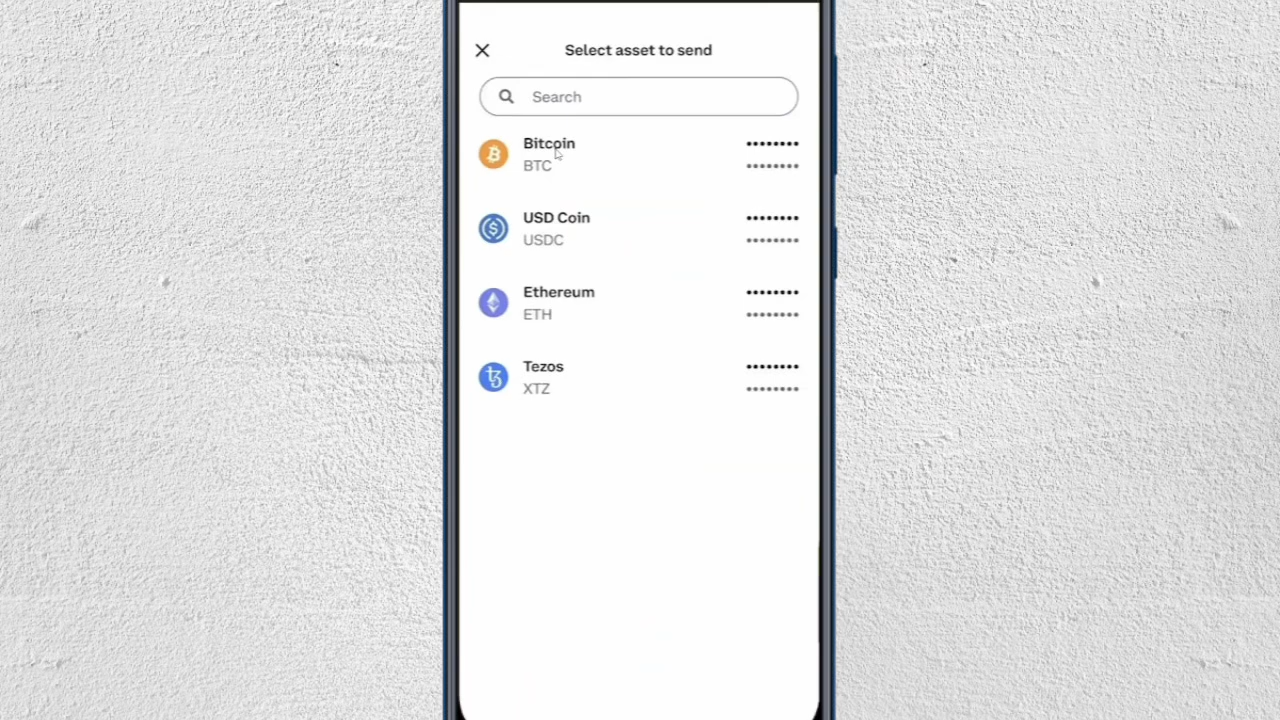 Select asset to send
Search
Bitcoin ••••••••
BTC ••••••••
USD Coin ••••••••
USDC ••••••••
Ethereum ••••••••
ETH ••••••••
Tezos ••••••••
XTZ ••••••••